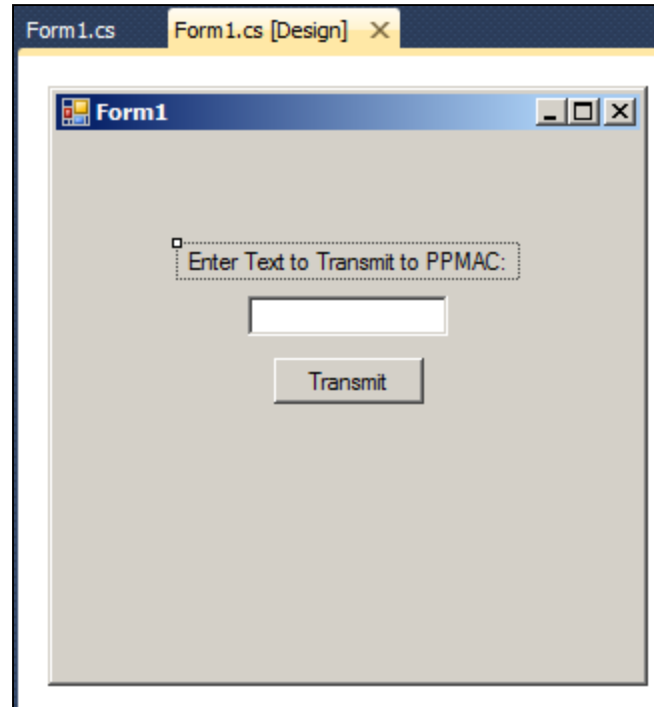 Form1.cs
Form1.cs [Design]
Form1
Enter Text to Transmit to PPMAC:
Transmit